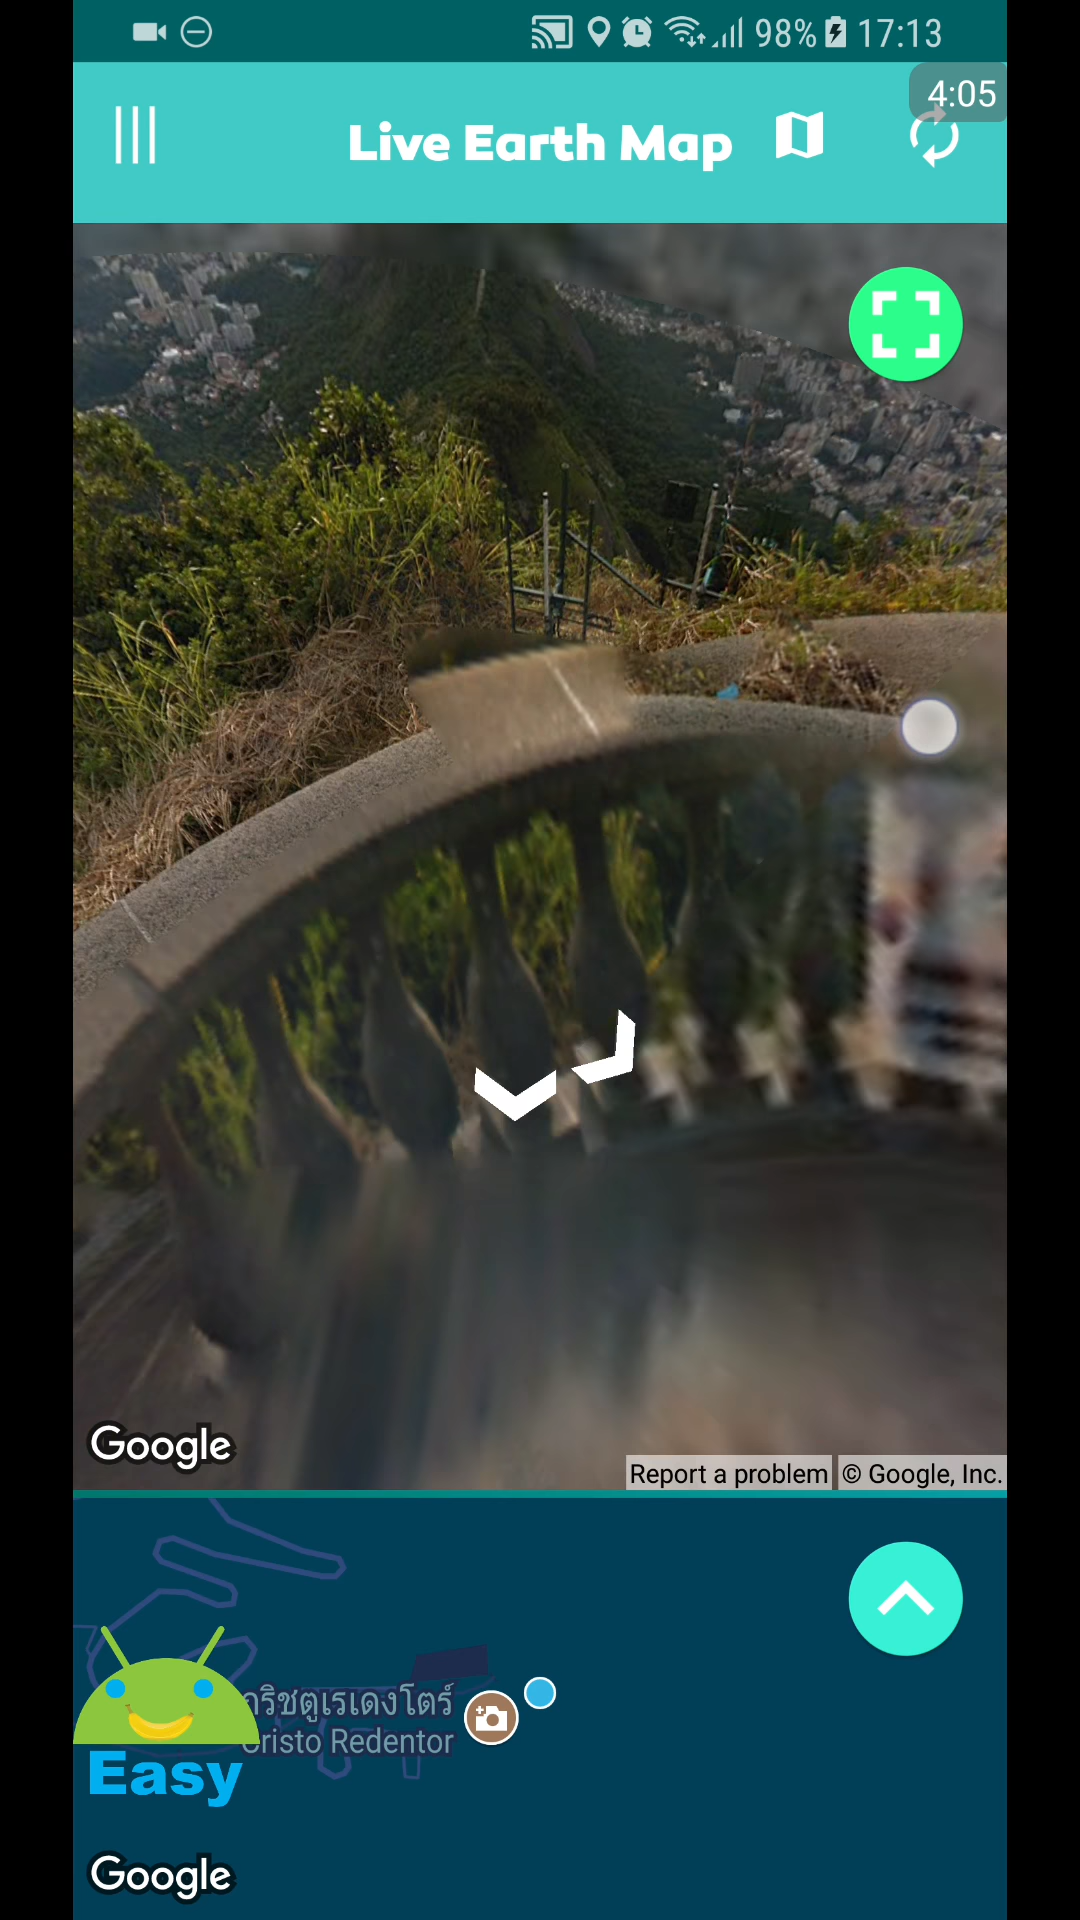 98% 17:13
4:05
Live Earth Map
Google
Report a problem © Google, Inc.
กริชตูเรเดงโตร์
Cristo Redentor
Easy
Google